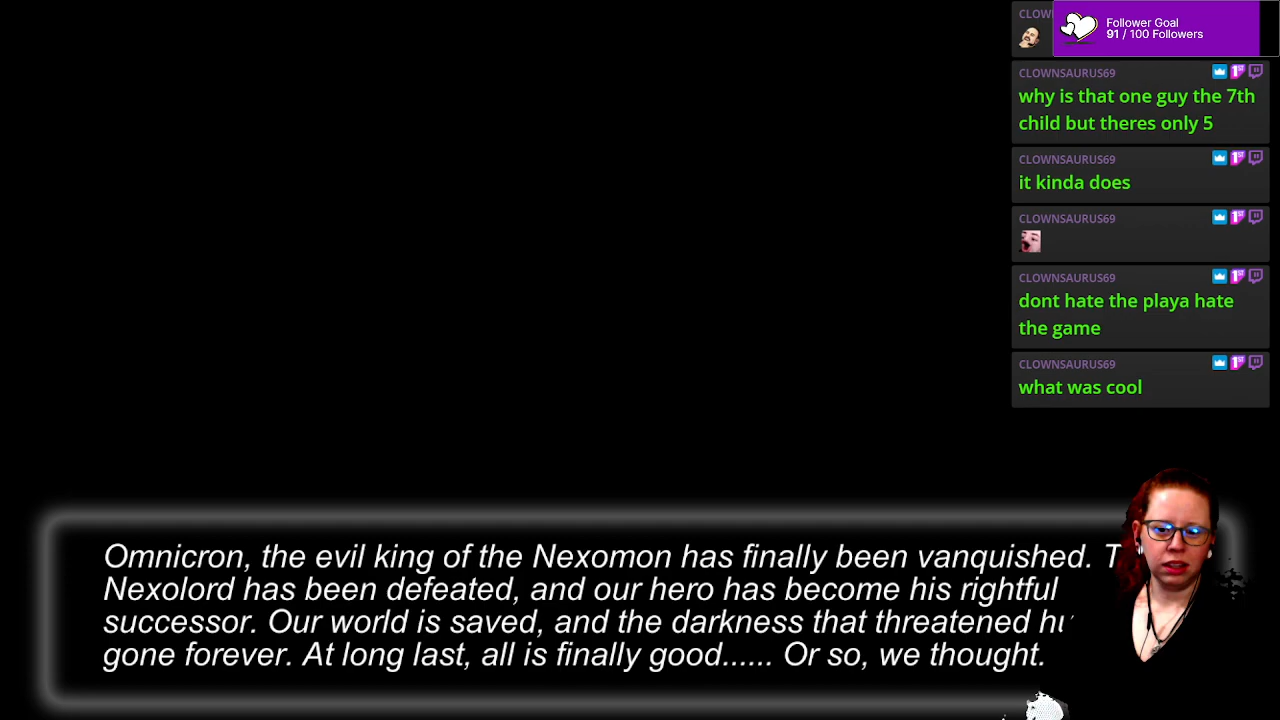 CLOWN
Follower Goal
91 / 100 Followers
CLOWNSAURUS69
why is that one guy the 7th
child but theres only 5
CLOWNSAURUS69
it kinda does
CLOWNSAURUS69
CLOWNSAURUS69
dont hate the playa hate
the game
CLOWNSAURUS69
what was cool
Omnicron, the evil king of the Nexomon has finally been vanquished.
Nexolord has been defeated, and our hero has become his rightful
successor. Our world is saved, and the darkness that threatened
gone forever. At long last, all is finally good...... Or so, we thought.